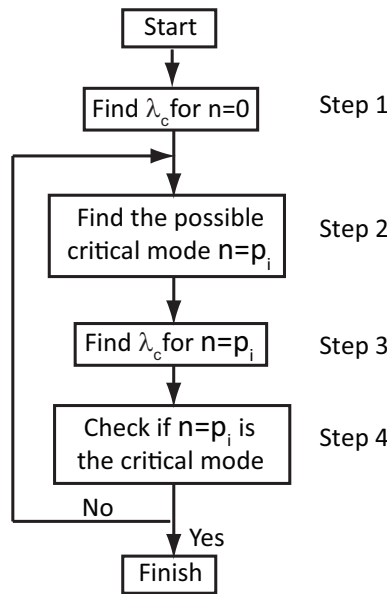 Start
Find λc for n=0
Step 1
Find the possible
critical mode n=pi
Step 2
Find λc for n=pi
Step 3
Check if n=pi is
the critical mode
Step 4
No
Yes
Finish